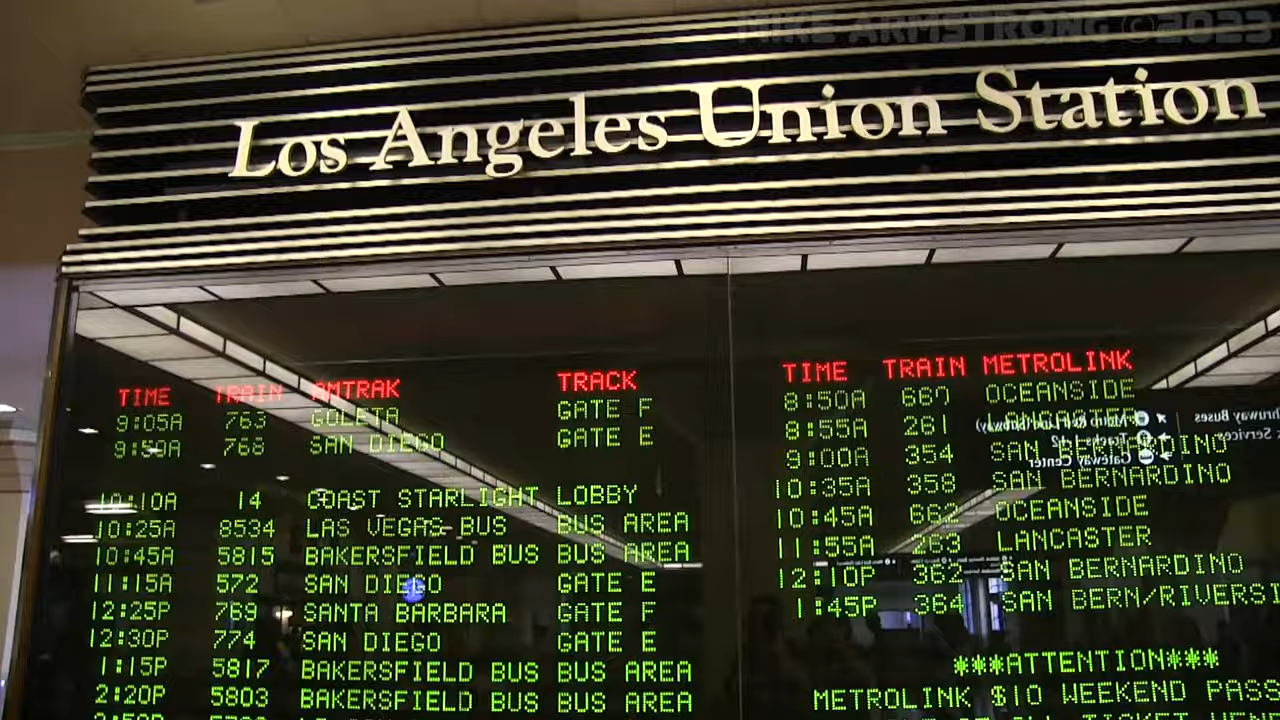 MIKE ARMSTRONG ©2023
Los Angeles Union Station
TIME TRAIN AMTRAK TRACK
9:05A 763 GOLETA GATE F
9:59A 768 SAN DIEGO GATE E
10:10A 14 COAST STARLIGHT LOBBY
10:25A 8534 LAS VEGAS BUS BUS AREA
10:45A 5815 BAKERSFIELD BUS BUS AREA
11:15A 572 SAN DIEGO GATE E
12:25P 769 SANTA BARBARA GATE F
12:30P 774 SAN DIEGO GATE E
1:15P 5817 BAKERSFIELD BUS BUS AREA
2:20P 5803 BAKERSFIELD BUS BUS AREA
TIME TRAIN METROLINK
8:50A 660 OCEANSIDE
8:55A 261 LANCASTER
9:00A 354 SAN BERNARDINO
10:35A 358 SAN BERNARDINO
10:45A 662 OCEANSIDE
11:55A 263 LANCASTER
12:10P 362 SAN BERNARDINO
1:45P 364 SAN BERN/RIVERSI
***ATTENTION***
METROLINK $10 WEEKEND PASS